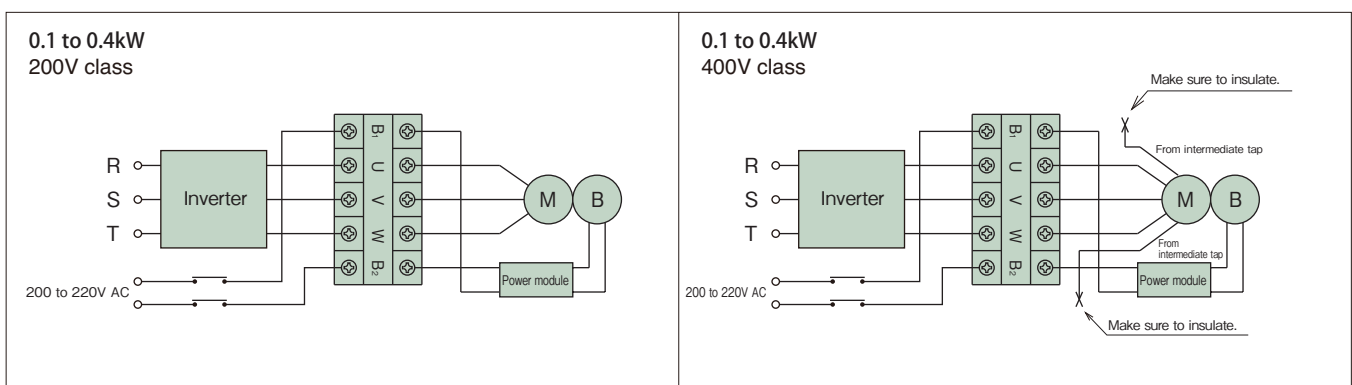 0.1 to 0.4kW
200V class
B1
R
U
S
Inverter
V
M
B
T
W
B2
200 to 220V AC
Power module
0.1 to 0.4kW
400V class
Make sure to insulate.
B1
From intermediate tap
R
U
S
Inverter
V
M
B
T
W
From
intermediate tap
B2
200 to 220V AC
Power module
Make sure to insulate.